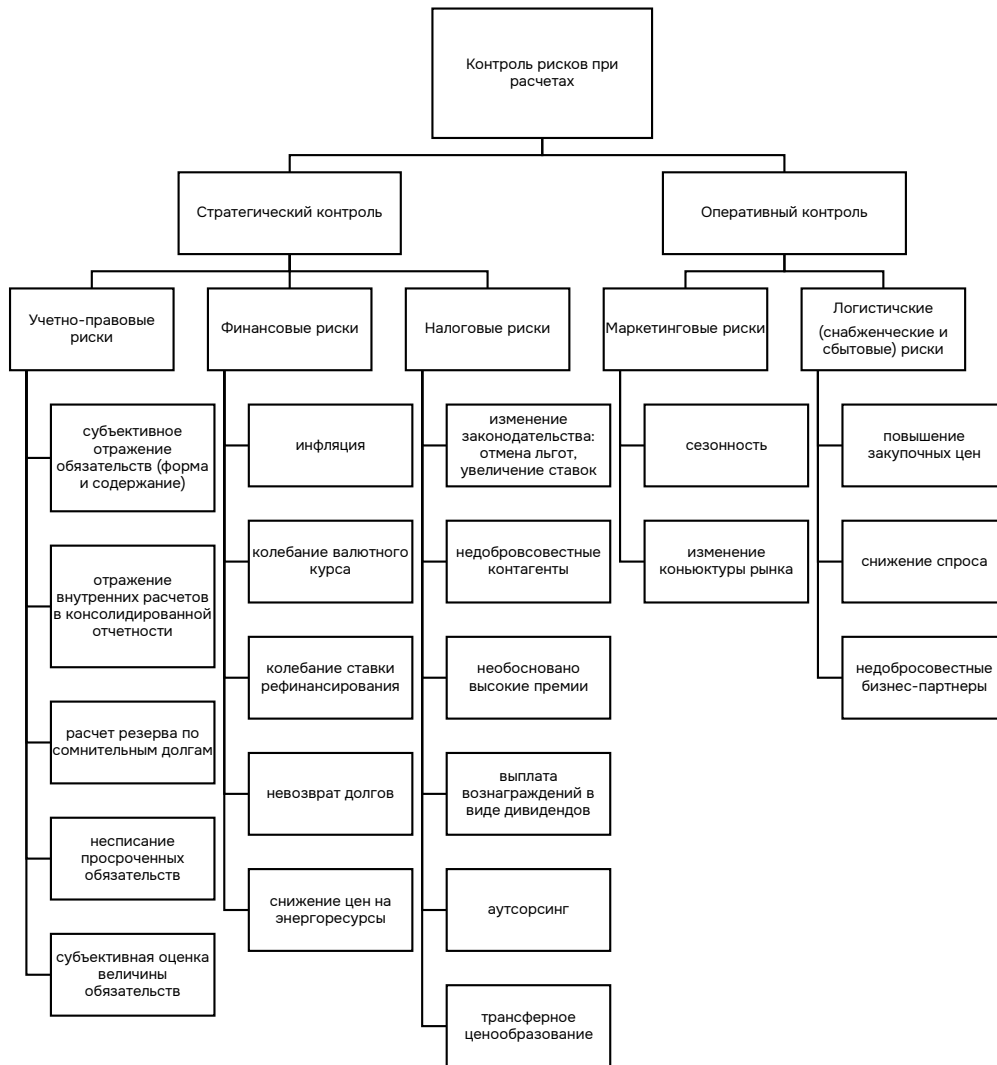 Контроль рисков при
расчетах
Стратегический контроль
Оперативный контроль
Учетно-правовые
риски
Финансовые риски
Налоговые риски
Маркетинговые риски
Логистичские
(снабженческие и
сбытовые) риски
субъективное
отражение
обязательств (форма
и содержание)
отражение
внутренних расчетов
в консолидированной
отчетности
расчет резерва по
сомнительным долгам
несписание
просроченных
обязательств
субъективная оценка
величины
обязательств
инфляция
колебание валютного
курса
колебание ставки
рефинансирования
невозврат долгов
снижение цен на
энергоресурсы
изменение
законодательства:
отмена льгот,
увеличение ставок
недобровсовестные
контагенты
необосновано
высокие премии
выплата
вознаграждений в
виде дивидендов
аутсорсинг
трансферное
ценообразование
сезонность
изменение
коньюктуры рынка
повышение
закупочных цен
снижение спроса
недобросовестные
бизнес-партнеры